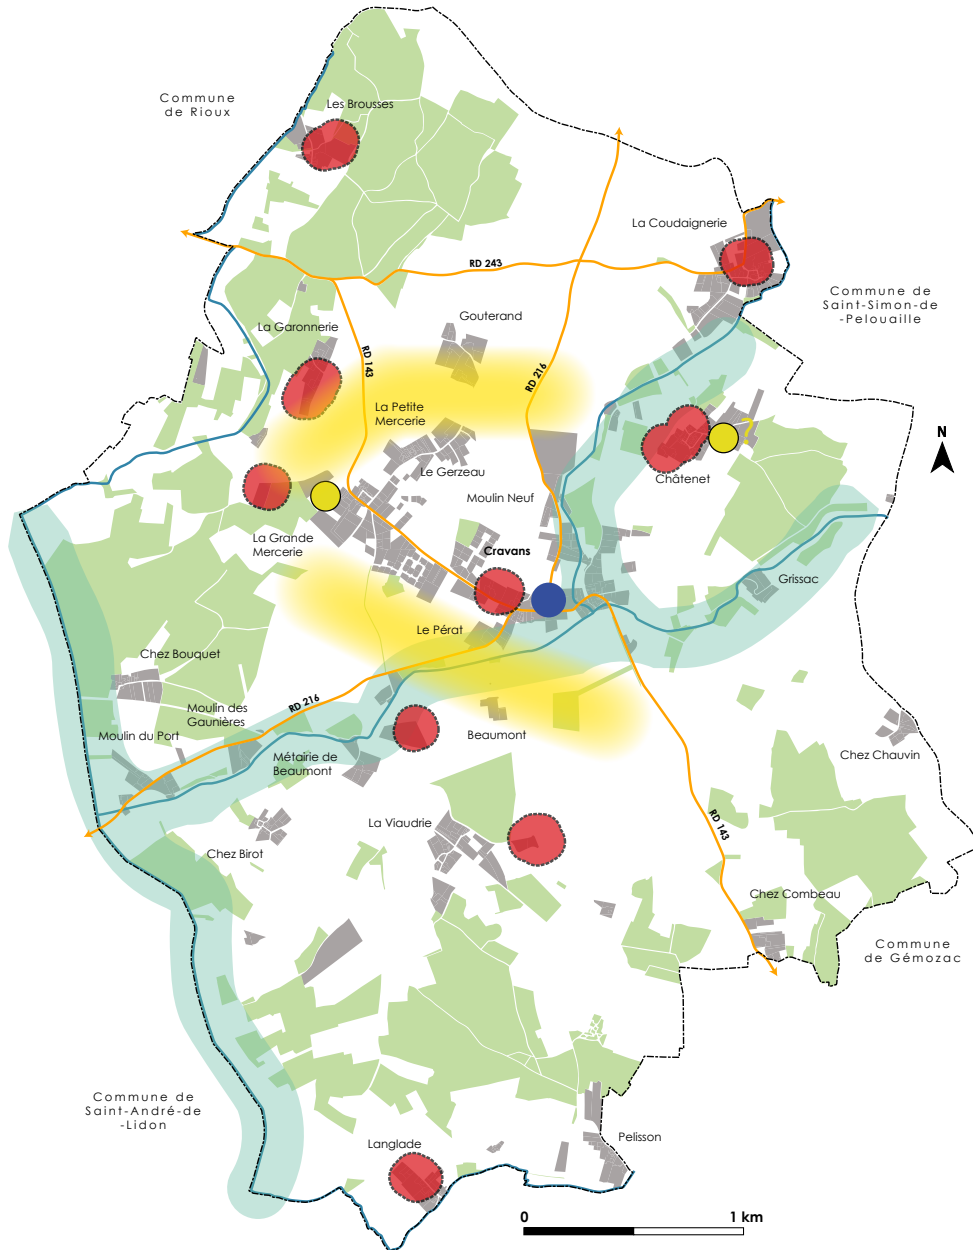 Commune
de Rioux
Les Brousses
La Coudaignerie
RD 243
Commune de
Saint-Simon-de
-Pelouaille
La Garonnerie
Gouterand
RD 143
RD 216
La Petite
Mercerie
N
Le Gerzeau
Moulin Neuf
?
Châtenet
La Grande
Mercerie
Cravans
Grissac
Le Pérat
Chez Bouquet
Moulin des
Gaunières
RD 216
Moulin du Port
Beaumont
Métairie de
Beaumont
Chez Chauvin
La Viaudrie
RD 143
Chez Birot
Chez Combeau
Commune
de Gémozac
Commune de
Saint-André-de
-Lidon
Langlade
Pelisson
0
1 km